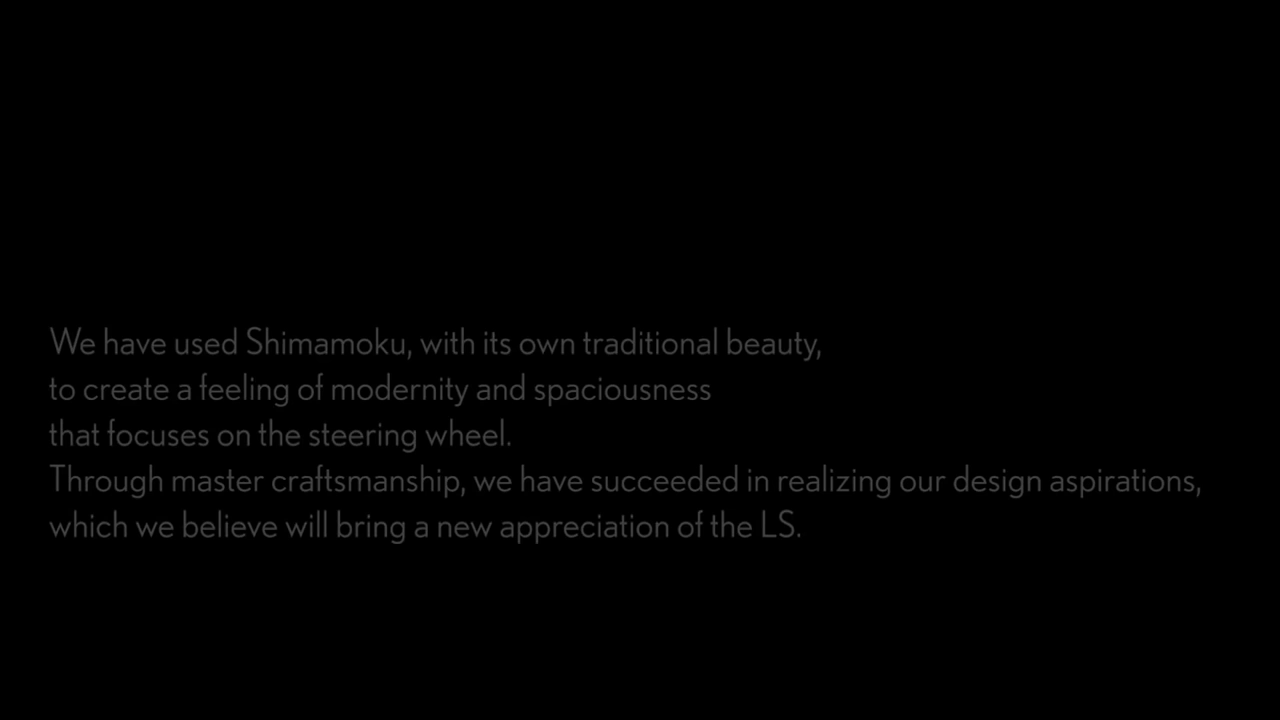 We have used Shimamoku, with its own traditional beauty,
to create a feeling of modernity and spaciousness
that focuses on the steering wheel.
Through master craftsmanship, we have succeeded in realizing our design aspirations,
which we believe will bring a new appreciation of the LS.